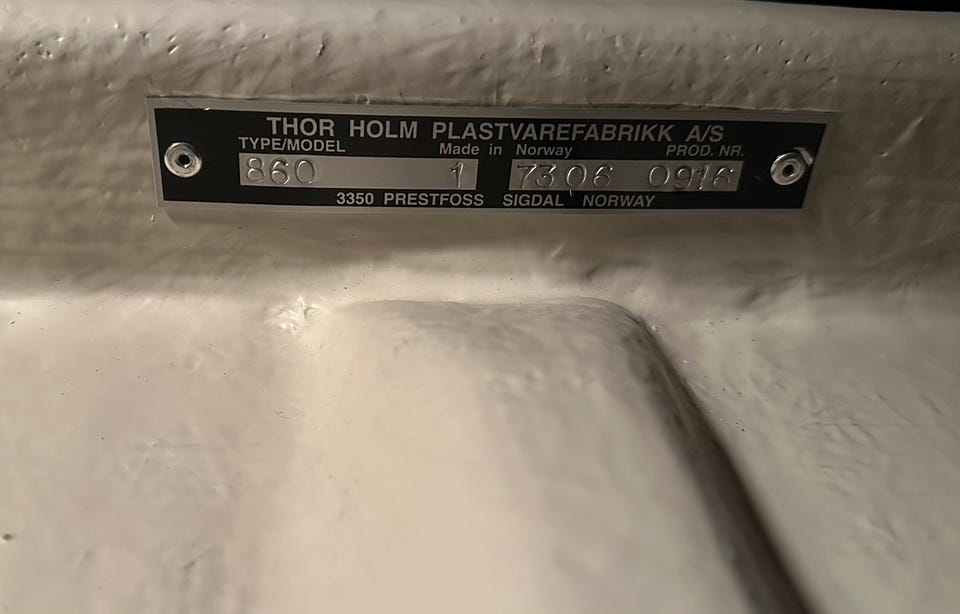 THOR HOLM PLASTVAREFABRIKK A/S
TYPE/MODEL Made in Norway PROD. NR.
860 1 7306 0916
3350 PRESTFOSS SIGDAL NORWAY